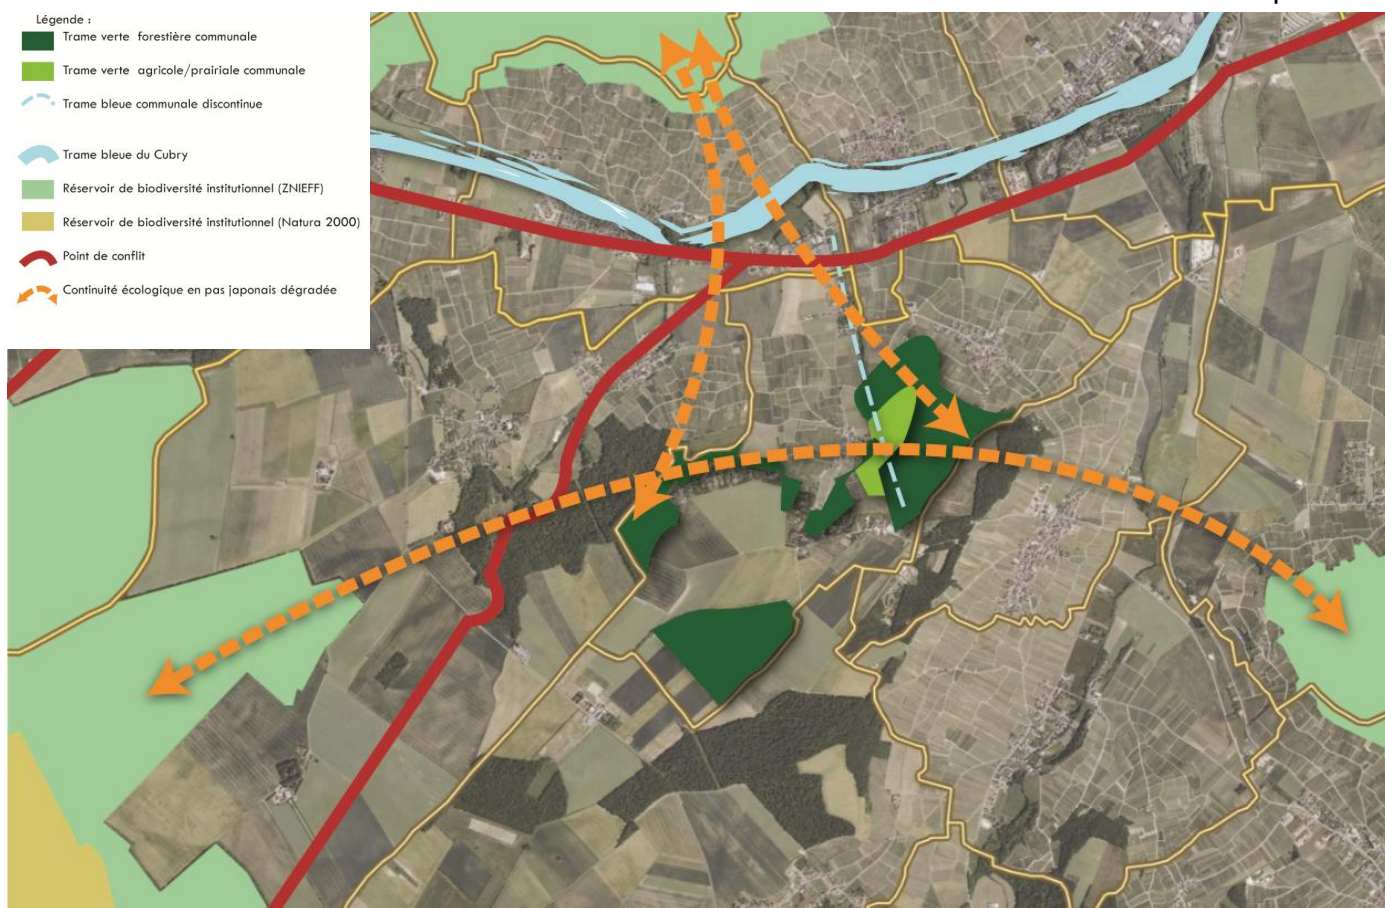 Légende :
Trame verte forestière communale
Trame verte agricole/prairiale communale
Trame bleue communale discontinue
Trame bleue du Cubry
Réservoir de biodiversité institutionnel (ZNIEFF)
Réservoir de biodiversité institutionnel (Natura 2000)
Point de conflit
Continuité écologique en pas japonais dégradée